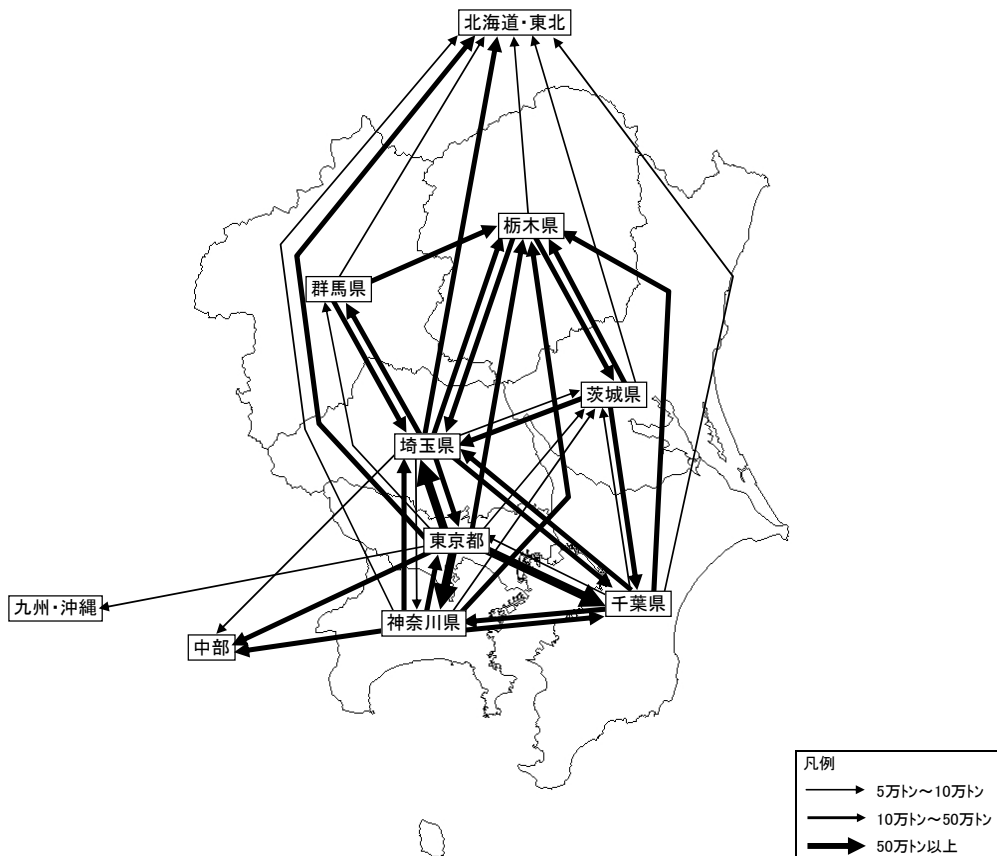 北海道・東北
栃木県
群馬県
茨城県
埼玉県
東京都
千葉県
九州・沖縄
神奈川県
中部
凡例
5万トン～10万トン
10万トン～50万トン
50万トン以上